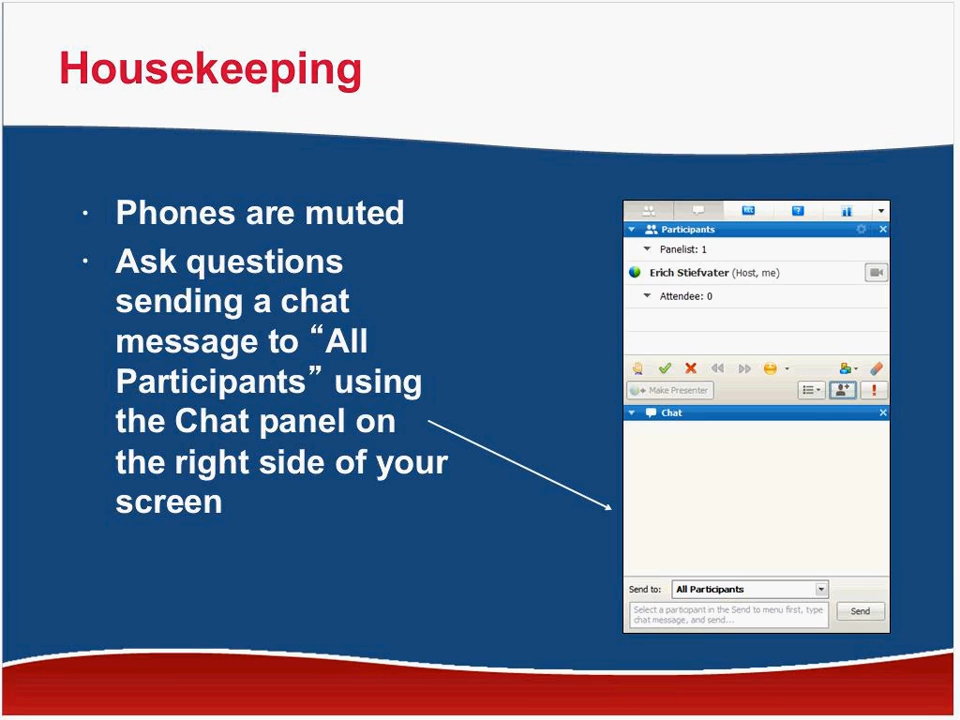 Housekeeping
· Phones are muted
· Ask questions
sending a chat
message to “All
Participants” using
the Chat panel on
the right side of your
screen
Participants
Panelist: 1
Erich Stiefvater (Host, me)
Attendee: 0
Make Presenter
Chat
Send to: All Participants
Select a participant in the Send to menu first, type
chat message, and send...
Send